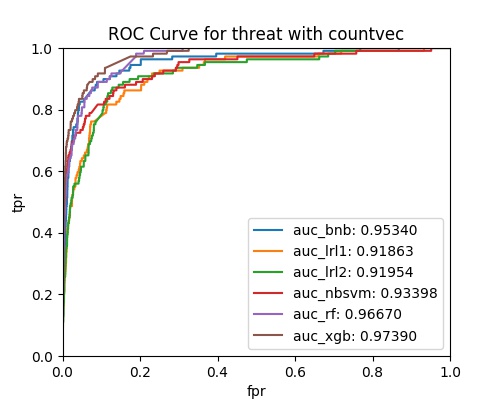 ROC Curve for threat with countvec
1.0
0.8
0.6
0.4
0.2
0.0
tpr
auc_bnb: 0.95340
auc_lrl1: 0.91863
auc_lrl2: 0.91954
auc_nbsvm: 0.93398
auc_rf: 0.96670
auc_xgb: 0.97390
0.0 0.2 0.4 0.6 0.8 1.0
fpr